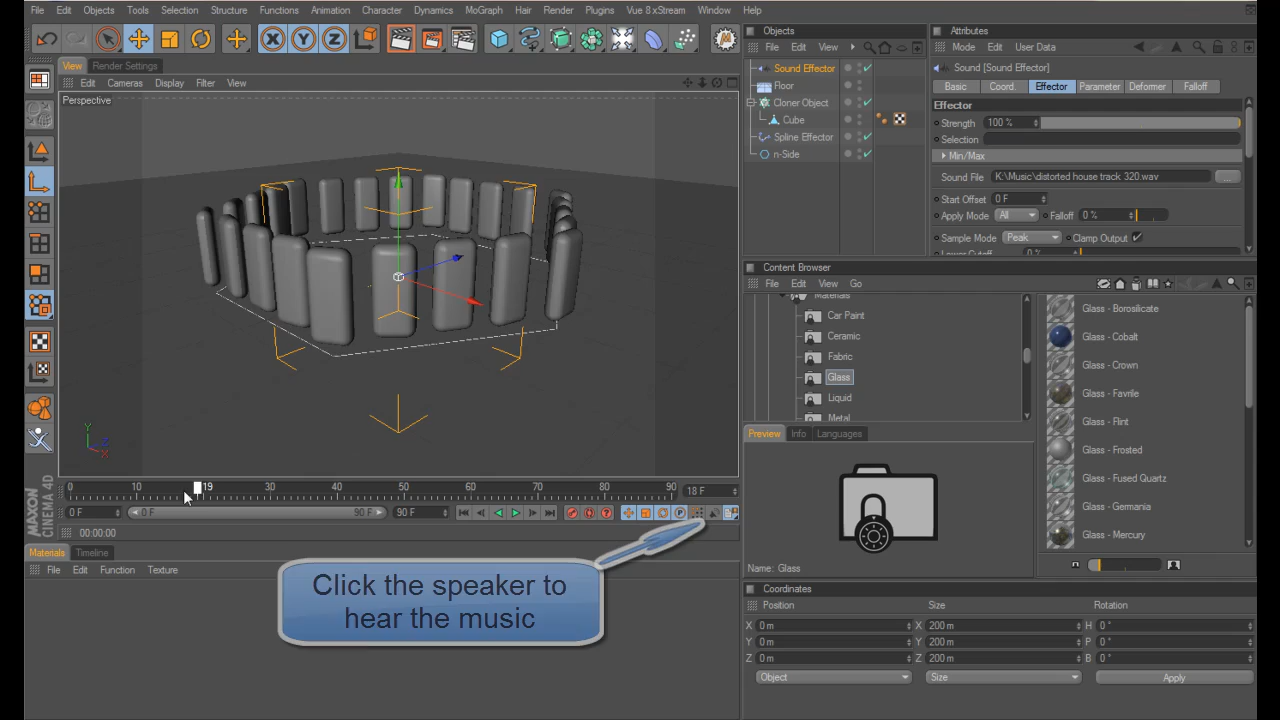 File Edit Objects Tools Selection Structure Functions Animation Character Dynamics MoGraph Hair Render Plugins Vue 8 xStream Window Help
View Render Settings
Edit Cameras Display Filter View
Perspective
Y
Z
X
0 10 19 30 40 50 60 70 80 90 18 F
0 F 0 F 90 F 90 F
00:00:00
Materials Timeline
File Edit Function Texture
MAXON
CINEMA 4D
Click the speaker to
hear the music
Objects
File Edit View
Sound Effector
Floor
Cloner Object
Cube
Spline Effector
n-Side
Attributes
Mode Edit User Data
Sound [Sound Effector]
Basic Coord. Effector Parameter Deformer Falloff
Effector
Strength 100 %
Selection
Min/Max
Sound File K:\Music\distorted house track 320.wav ...
Start Offset 0 F
Apply Mode All Falloff 0 %
Sample Mode Peak Clamp Output
Lower Cutoff 0 %
Content Browser
File Edit View Go
Materials
Car Paint
Ceramic
Fabric
Glass
Liquid
Metal
Glass - Borosilicate
Glass - Cobalt
Glass - Crown
Glass - Favrile
Glass - Flint
Glass - Frosted
Glass - Fused Quartz
Glass - Germania
Glass - Mercury
Preview Info Languages
Name: Glass
Coordinates
Position Size Rotation
X 0 m X 200 m H 0 °
Y 0 m Y 200 m P 0 °
Z 0 m Z 200 m B 0 °
Object Size Apply